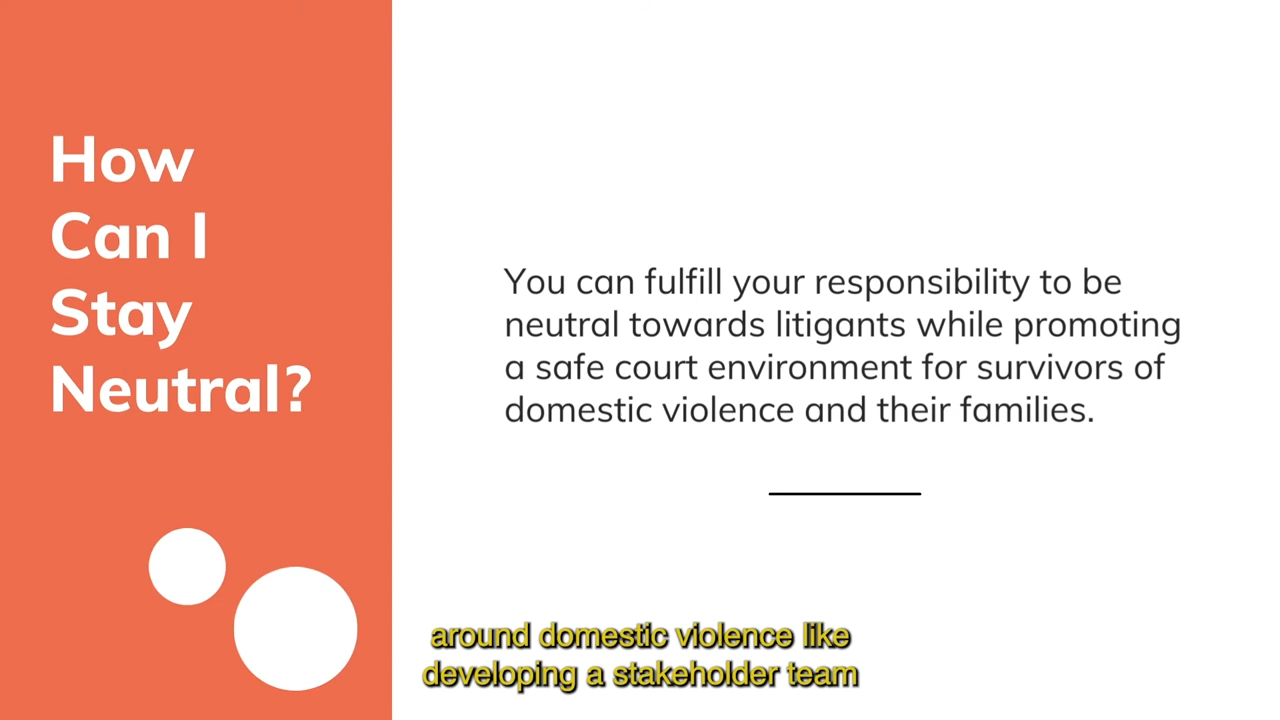 How
Can I
Stay
Neutral?
You can fulfill your responsibility to be
neutral towards litigants while promoting
a safe court environment for survivors of
domestic violence and their families.
around domestic violence like
developing a stakeholder team